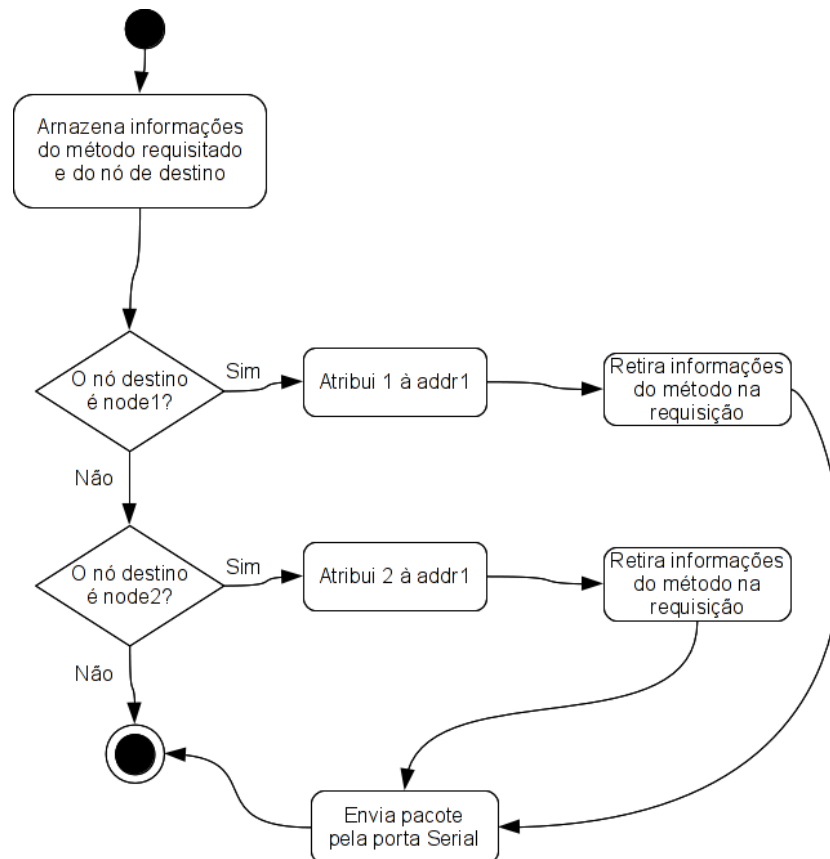 Arnazena informações
do método requisitado
e do nó de destino
O nó destino
é node1?
Sim
Atribui 1 à addr1
Retira informações
do método na
requisição
Não
O nó destino
é node2?
Sim
Atribui 2 à addr1
Retira informações
do método na
requisição
Não
Envia pacote
pela porta Serial